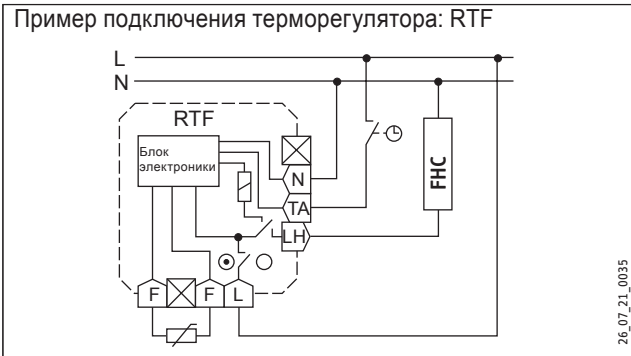 Пример подключения терморегулятора: RTF
L
N
RTF
Блок
электроники
N
TA
LH
FHC
F
F
L
26_07_21_0035